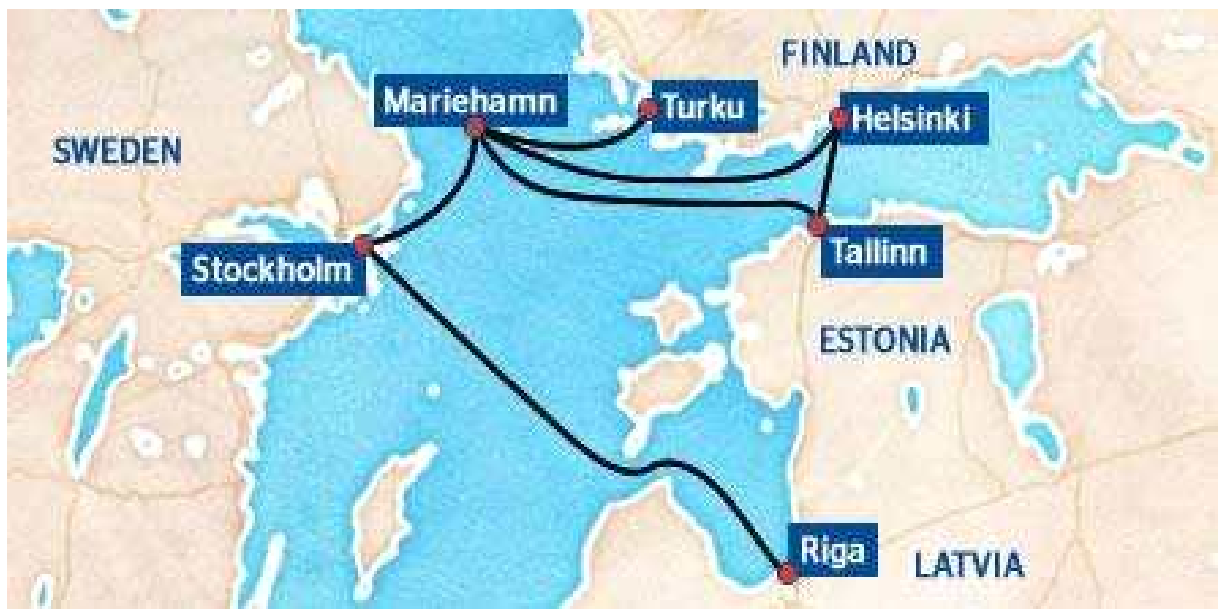 FINLAND
Mariehamn
Turku
Helsinki
SWEDEN
Stockholm
Tallinn
ESTONIA
Riga
LATVIA